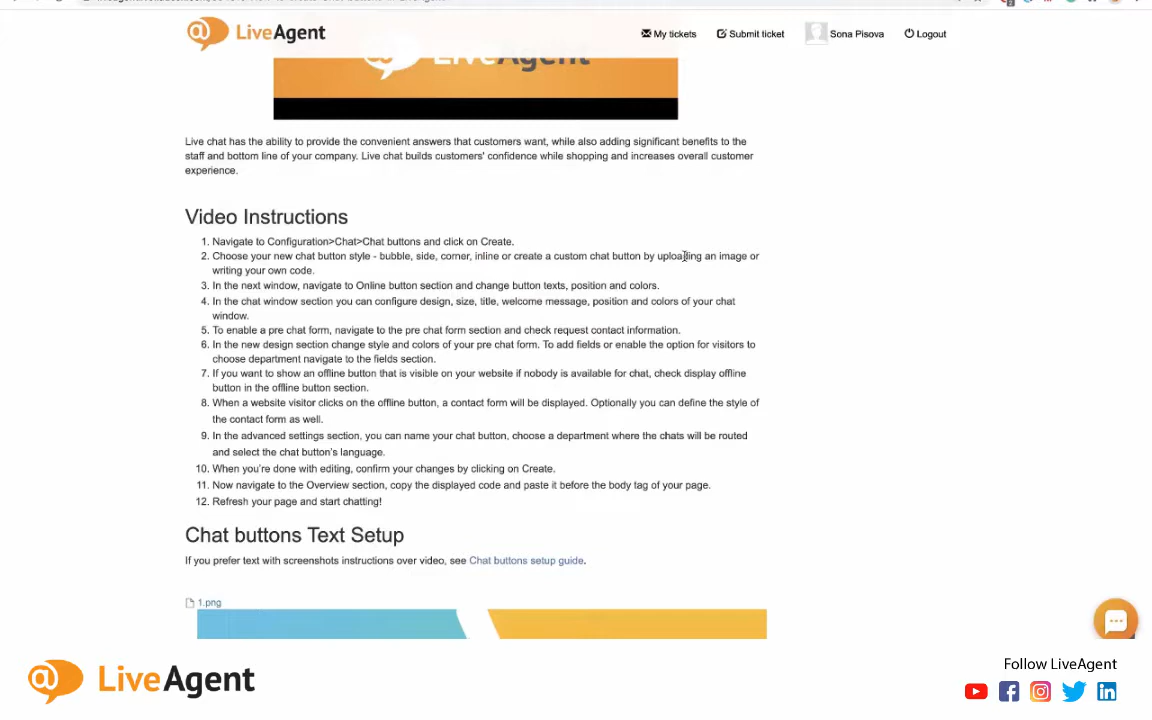 LiveAgent
My tickets
Submit ticket
Sona Pisova
Logout
Live chat has the ability to provide the convenient answers that customers want, while also adding significant benefits to the
staff and bottom line of your company. Live chat builds customers' confidence while shopping and increases overall customer
experience.
Video Instructions
1. Navigate to Configuration>Chat>Chat buttons and click on Create.
2. Choose your new chat button style - bubble, side, corner, inline or create a custom chat button by uploading an image or
writing your own code.
3. In the next window, navigate to Online button section and change button texts, position and colors.
4. In the chat window section you can configure design, size, title, welcome message, position and colors of your chat
window.
5. To enable a pre chat form, navigate to the pre chat form section and check request contact information.
6. In the new design section change style and colors of your pre chat form. To add fields or enable the option for visitors to
choose department navigate to the fields section.
7. If you want to show an offline button that is visible on your website if nobody is available for chat, check display offline
button in the offline button section.
8. When a website visitor clicks on the offline button, a contact form will be displayed. Optionally you can define the style of
the contact form as well.
9. In the advanced settings section, you can name your chat button, choose a department where the chats will be routed
and select the chat button's language.
10. When you're done with editing, confirm your changes by clicking on Create.
11. Now navigate to the Overview section, copy the displayed code and paste it before the body tag of your page.
12. Refresh your page and start chatting!
Chat buttons Text Setup
If you prefer text with screenshots instructions over video, see Chat buttons setup guide.
1.png
Follow LiveAgent
LiveAgent